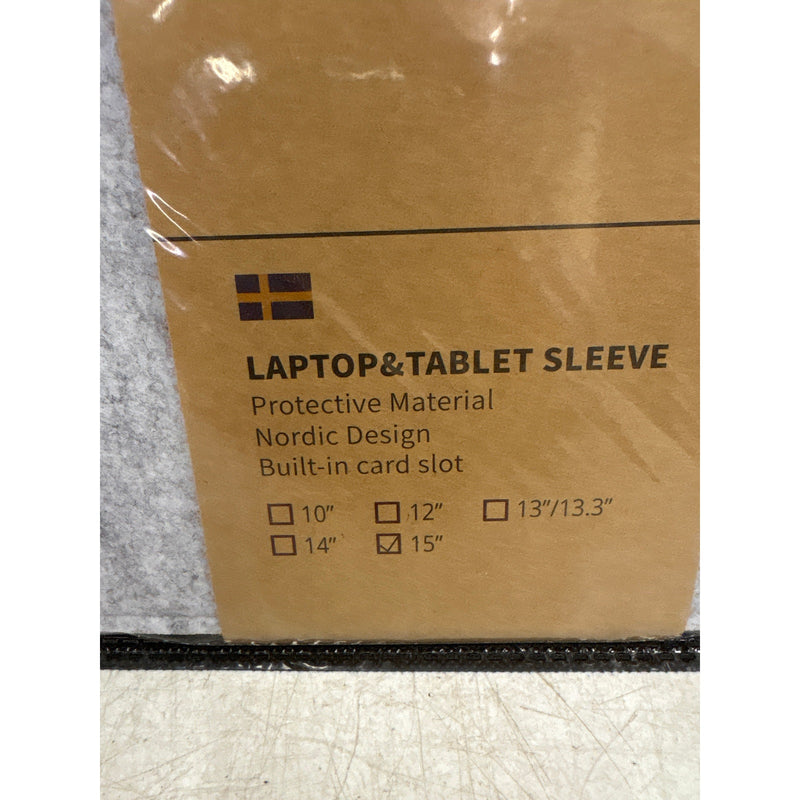 LAPTOP&TABLET SLEEVE
Protective Material
Nordic Design
Built-in card slot
☐ 10" ☐ 12" ☐ 13"/13.3"
☐ 14" ☑ 15"